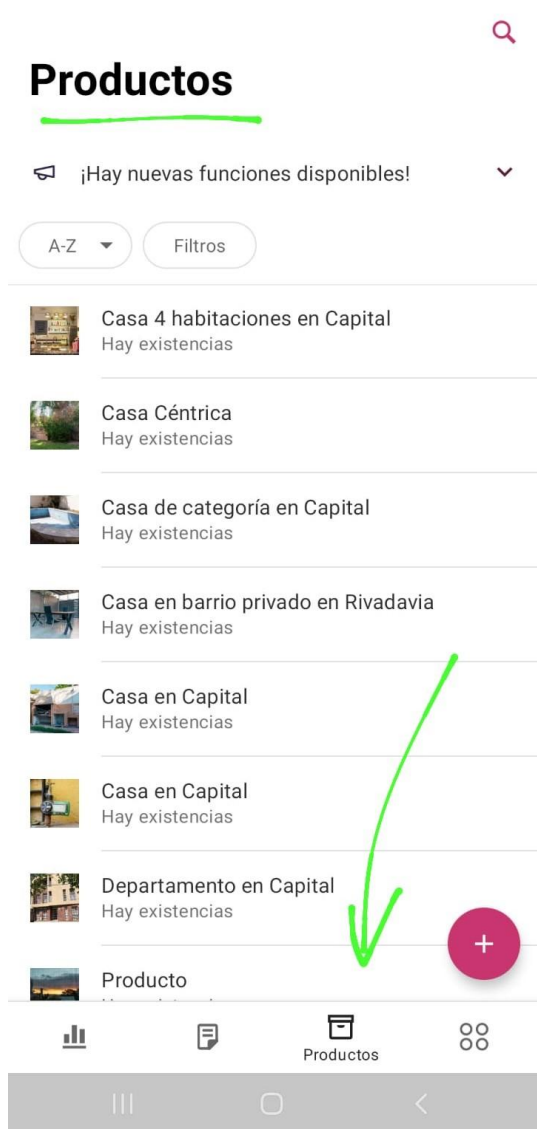 Productos
¡Hay nuevas funciones disponibles!
A-Z
Filtros
Casa 4 habitaciones en Capital
Hay existencias
Casa Céntrica
Hay existencias
Casa de categoría en Capital
Hay existencias
Casa en barrio privado en Rivadavia
Hay existencias
Casa en Capital
Hay existencias
Casa en Capital
Hay existencias
Departamento en Capital
Hay existencias
Producto
Productos